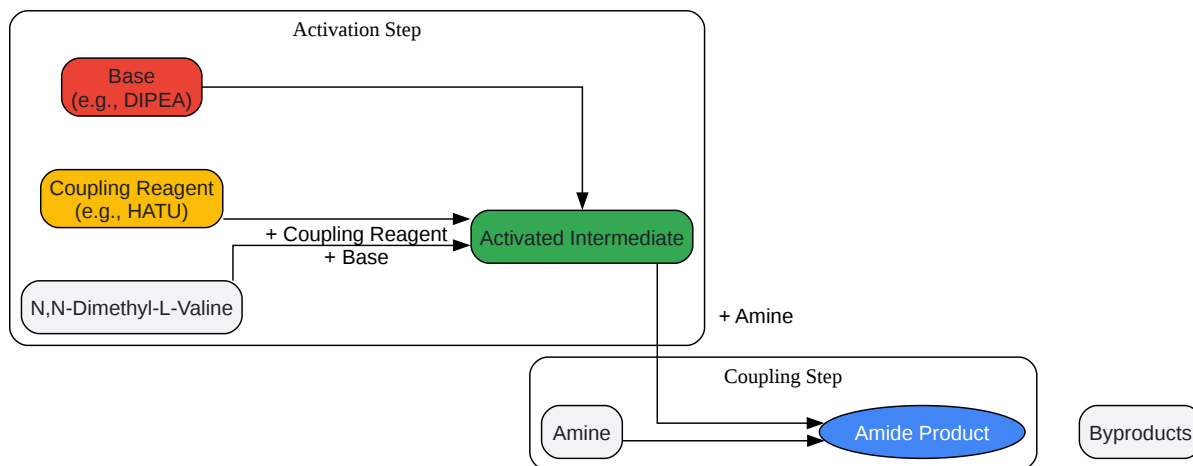 Activation Step
Base
(e.g., DIPEA)
Coupling Reagent
(e.g., HATU)
+ Coupling Reagent
+ Base
Activated Intermediate
N,N-Dimethyl-L-Valine
+ Amine
Coupling Step
Amine
Amide Product
Byproducts